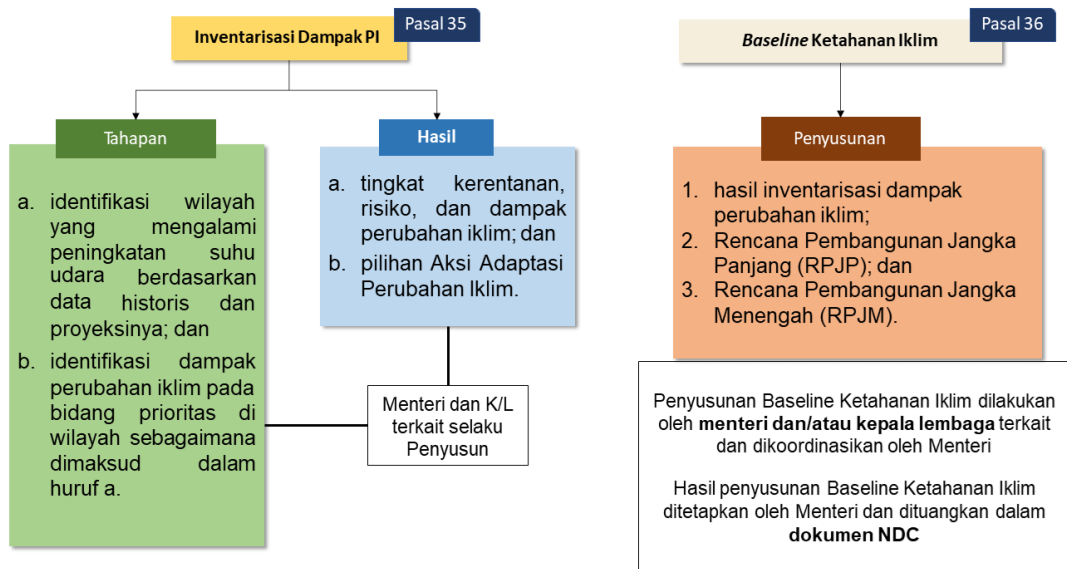 Inventarisasi Dampak PI
Pasal 35
Tahapan
a. identifikasi wilayah
yang mengalami
peningkatan suhu
udara berdasarkan
data historis dan
proyeksinya; dan
b. identifikasi dampak
perubahan iklim pada
bidang prioritas di
wilayah sebagaimana
dimaksud dalam
huruf a.
Hasil
a. tingkat kerentanan,
risiko, dan dampak
perubahan iklim; dan
b. pilihan Aksi Adaptasi
Perubahan Iklim.
Menteri dan K/L
terkait selaku
Penyusun
Baseline Ketahanan Iklim
Pasal 36
Penyusunan
1. hasil inventarisasi dampak
perubahan iklim;
2. Rencana Pembangunan Jangka
Panjang (RPJP); dan
3. Rencana Pembangunan Jangka
Menengah (RPJM).
Penyusunan Baseline Ketahanan Iklim dilakukan
oleh menteri dan/atau kepala lembaga terkait
dan dikoordinasikan oleh Menteri
Hasil penyusunan Baseline Ketahanan Iklim
ditetapkan oleh Menteri dan dituangkan dalam
dokumen NDC